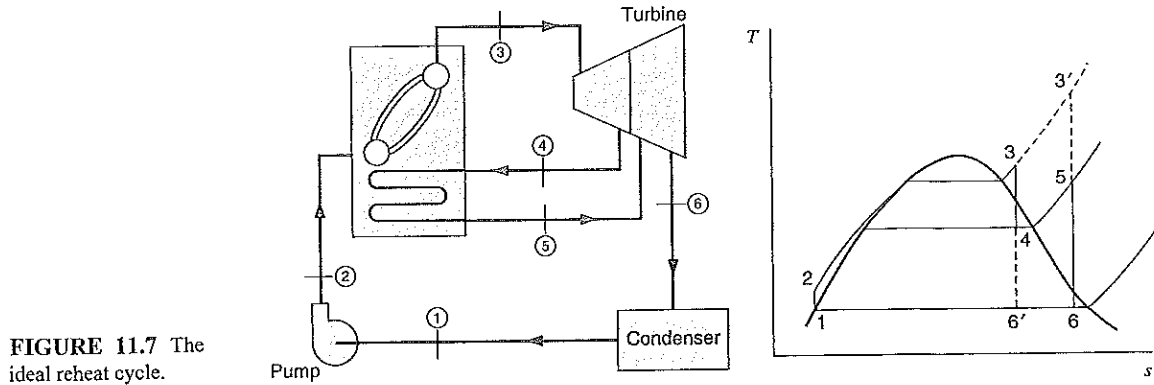 Turbine
3
4
5
6
2
1
Condenser
Pump
FIGURE 11.7 The
ideal reheat cycle.
T
3′
3
5
4
2
1
6′
6
s